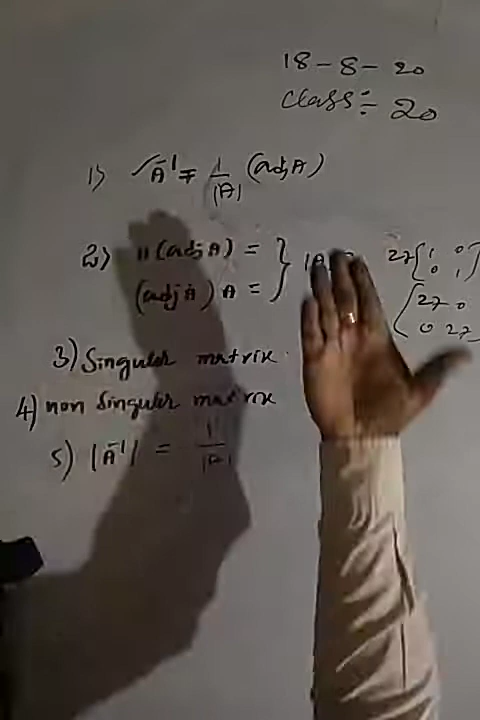 18-8-20
class:- 20
1) ✓A⁻¹ = 1/|A| (adj A)
2) A(adj A) =
(adj A) A = } |A| 27[1 0
0 1]
[27 0
0 27
3) Singular matrix.
4) non Singular matrix
5) |A⁻¹| = 1/|A|